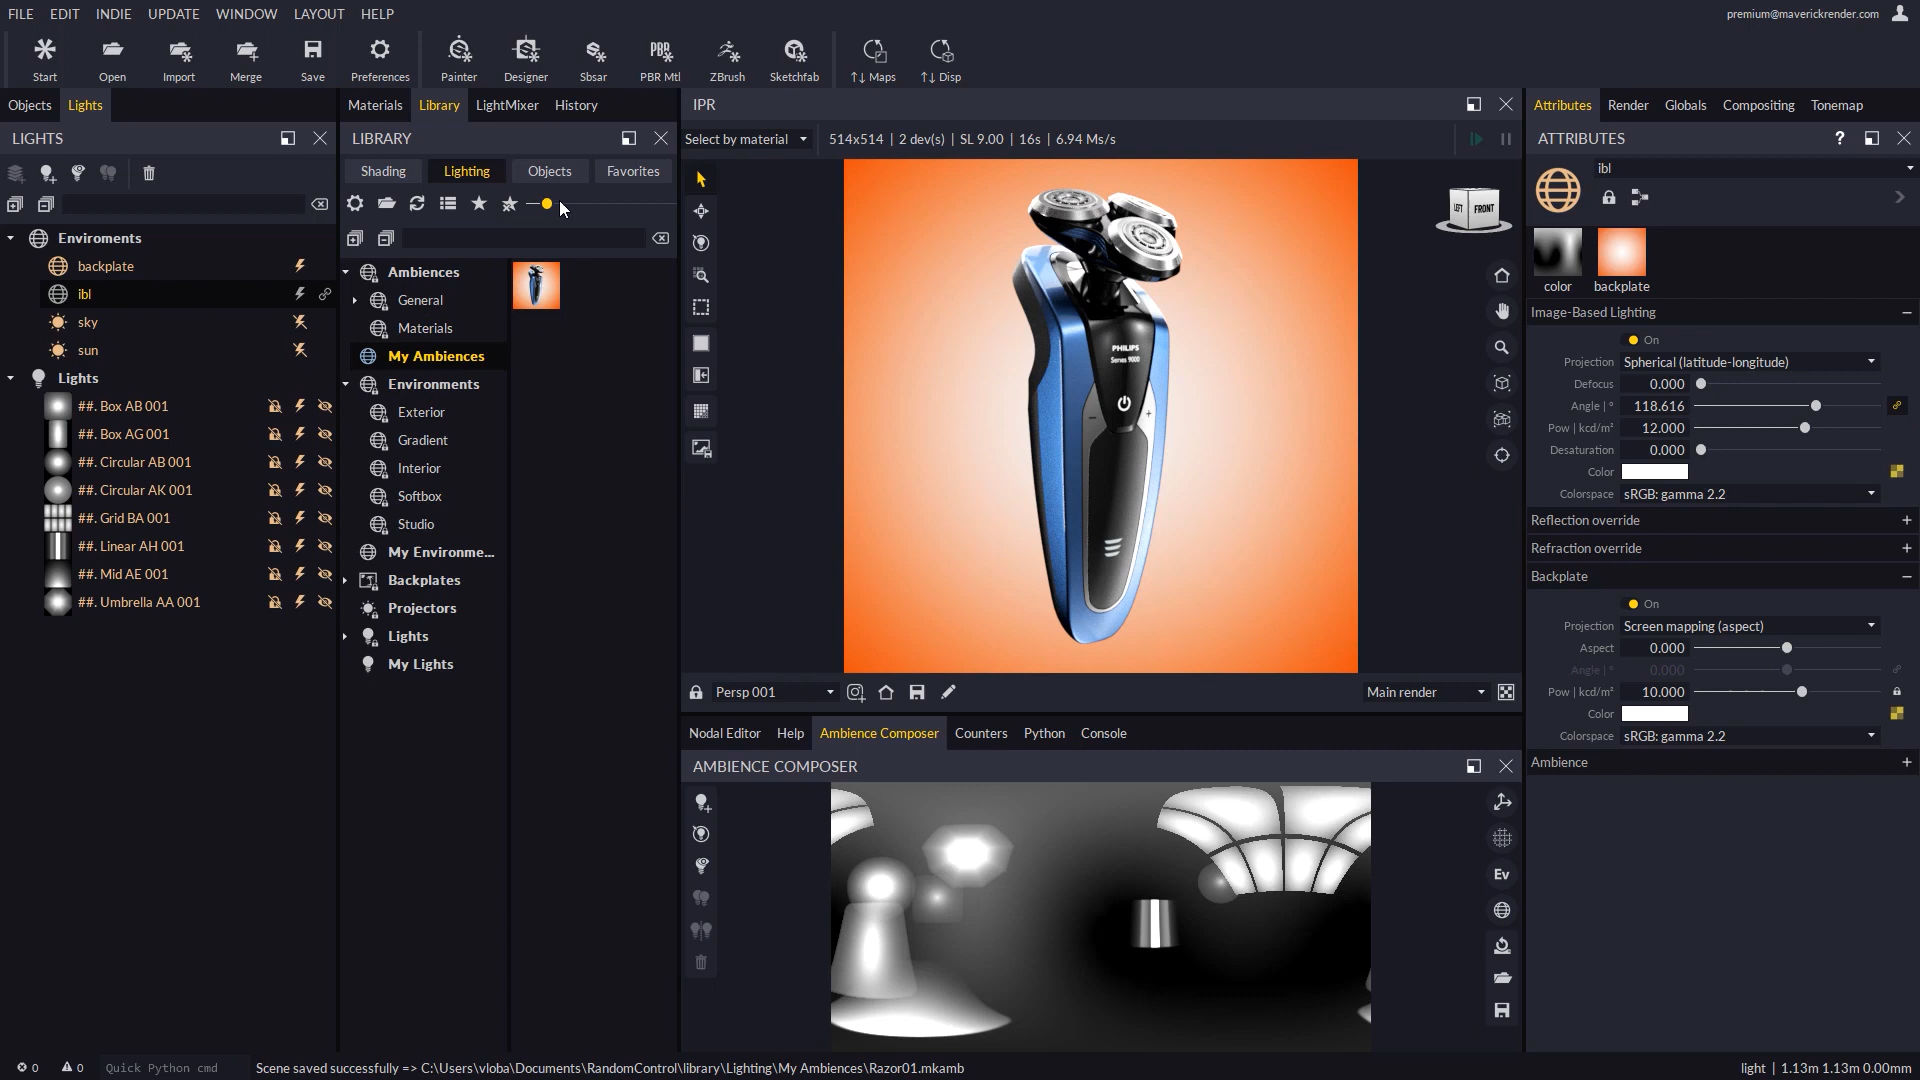 FILE EDIT INDIE UPDATE WINDOW LAYOUT HELP
premium@maverickrender.com
Start Open Import Merge Save Preferences Painter Designer Sbsar PBR Mtl ZBrush Sketchfab ↑↓ Maps ↑↓ Disp
PBR
Objects Lights
LIGHTS
Enviroments
backplate
ibl
sky
sun
Lights
##. Box AB 001
##. Box AG 001
##. Circular AB 001
##. Circular AK 001
##. Grid BA 001
##. Linear AH 001
##. Mid AE 001
##. Umbrella AA 001
Materials Library LightMixer History
LIBRARY
Shading Lighting Objects Favorites
Ambiences
General
Materials
My Ambiences
Environments
Exterior
Gradient
Interior
Softbox
Studio
My Environme...
Backplates
Projectors
Lights
My Lights
IPR
Select by material 514x514 | 2 dev(s) | SL 9.00 | 16s | 6.94 Ms/s
LEFT FRONT
PHILIPS
Series 9000
Persp 001
Main render
Nodal Editor Help Ambience Composer Counters Python Console
AMBIENCE COMPOSER
Ev
Attributes Render Globals Compositing Tonemap
ATTRIBUTES ?
ibl
color backplate
Image-Based Lighting
On
Projection Spherical (latitude-longitude)
Defocus 0.000
Angle | ° 118.616
Pow | kcd/m² 12.000
Desaturation 0.000
Color
Colorspace sRGB: gamma 2.2
Reflection override
Refraction override
Backplate
On
Projection Screen mapping (aspect)
Aspect 0.000
Angle | ° 0.000
Pow | kcd/m² 10.000
Color
Colorspace sRGB: gamma 2.2
Ambience
0 0 Quick Python cmd Scene saved successfully => C:\Users\vloba\Documents\RandomControl\library\Lighting\My Ambiences\Razor01.mkamb
light | 1.13m 1.13m 0.00mm